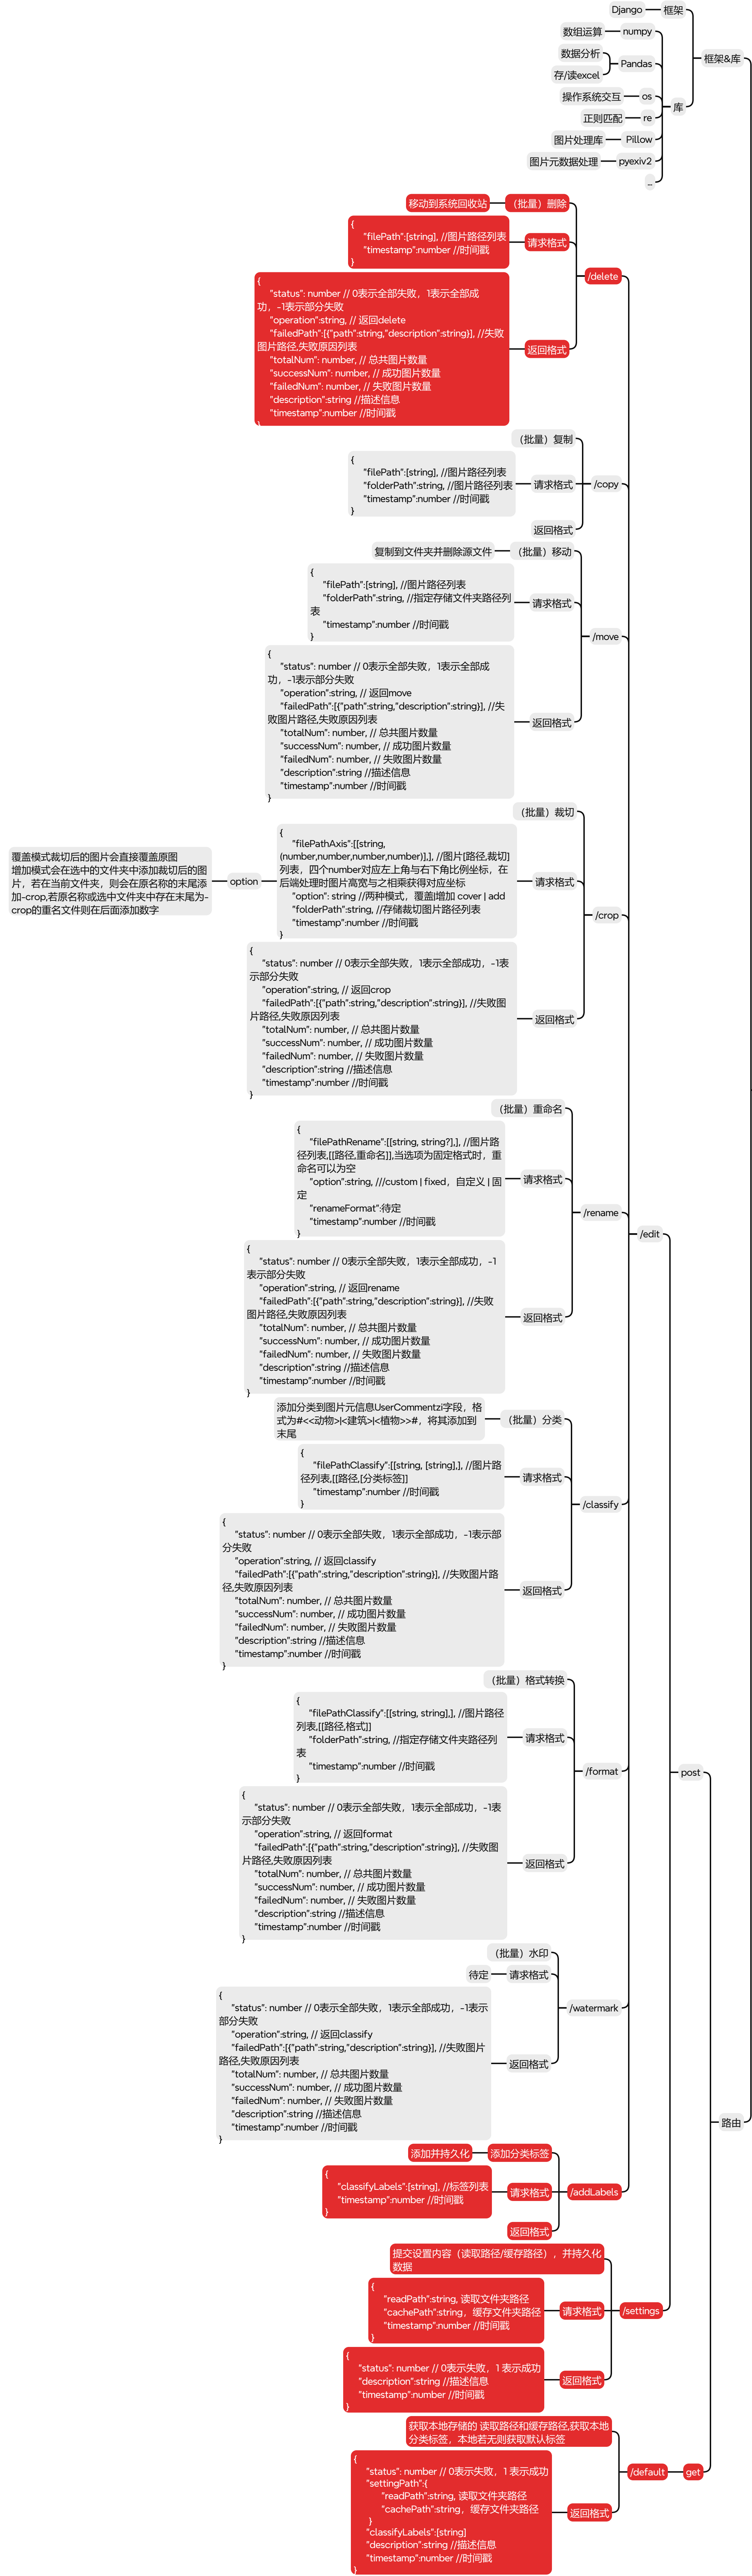 Django
框架
数组运算
numpy
数据分析
存/读excel
Pandas
框架&库
操作系统交互
os
库
正则匹配
re
图片处理库
Pillow
图片元数据处理
pyexiv2
...
移动到系统回收站
（批量）删除
{
"filePath":[string], //图片路径列表
"timestamp":number //时间戳
}
请求格式
/delete
{
"status": number // 0表示全部失败，1表示全部成
功，-1表示部分失败
"operation":string, // 返回delete
"failedPath":[{"path":string,"description":string}], //失败
图片路径,失败原因列表
"totalNum": number, // 总共图片数量
"successNum": number, // 成功图片数量
"failedNum": number, // 失败图片数量
"description":string //描述信息
"timestamp":number //时间戳
}
返回格式
（批量）复制
{
"filePath":[string], //图片路径列表
"folderPath":string, //图片路径列表
"timestamp":number //时间戳
}
请求格式
/copy
返回格式
复制到文件夹并删除源文件
（批量）移动
{
"filePath":[string], //图片路径列表
"folderPath":string, //指定存储文件夹路径列
表
"timestamp":number //时间戳
}
请求格式
/move
{
"status": number // 0表示全部失败，1表示全部成
功，-1表示部分失败
"operation":string, // 返回move
"failedPath":[{"path":string,"description":string}], //失
败图片路径,失败原因列表
"totalNum": number, // 总共图片数量
"successNum": number, // 成功图片数量
"failedNum": number, // 失败图片数量
"description":string //描述信息
"timestamp":number //时间戳
}
返回格式
（批量）裁切
覆盖模式裁切后的图片会直接覆盖原图
增加模式会在选中的文件夹中添加裁切后的图
片，若在当前文件夹，则会在原名称的末尾添
加-crop,若原名称或选中文件夹中存在末尾为-
crop的重名文件则在后面添加数字
option
{
"filePathAxis":[[string,
(number,number,number,number)],], //图片[路径,裁切]
列表，四个number对应左上角与右下角比例坐标，在
后端处理时图片高宽与之相乘获得对应坐标
"option": string //两种模式，覆盖|增加 cover | add
"folderPath":string, //存储裁切图片路径列表
"timestamp":number //时间戳
}
请求格式
/crop
{
"status": number // 0表示全部失败，1表示全部成功，-1表
示部分失败
"operation":string, // 返回crop
"failedPath":[{"path":string,"description":string}], //失败图
片路径,失败原因列表
"totalNum": number, // 总共图片数量
"successNum": number, // 成功图片数量
"failedNum": number, // 失败图片数量
"description":string //描述信息
"timestamp":number //时间戳
}
返回格式
（批量）重命名
{
"filePathRename":[[string, string?],], //图片路
径列表,[[路径,重命名]],当选项为固定格式时，重
命名可以为空
"option":string, ///custom | fixed，自定义 | 固
定
"renameFormat":待定
"timestamp":number //时间戳
}
请求格式
/rename
/edit
{
"status": number // 0表示全部失败，1表示全部成功，-1
表示部分失败
"operation":string, // 返回rename
"failedPath":[{"path":string,"description":string}], //失败
图片路径,失败原因列表
"totalNum": number, // 总共图片数量
"successNum": number, // 成功图片数量
"failedNum": number, // 失败图片数量
"description":string //描述信息
"timestamp":number //时间戳
}
返回格式
添加分类到图片元信息UserCommentzi字段，格
式为#<<动物>|<建筑>|<植物>>#，将其添加到
末尾
（批量）分类
{
"filePathClassify":[[string, [string],], //图片路
径列表,[[路径,[分类标签]]
"timestamp":number //时间戳
}
请求格式
/classify
{
"status": number // 0表示全部失败，1表示全部成功，-1表示部
分失败
"operation":string, // 返回classify
"failedPath":[{"path":string,"description":string}], //失败图片路
径,失败原因列表
"totalNum": number, // 总共图片数量
"successNum": number, // 成功图片数量
"failedNum": number, // 失败图片数量
"description":string //描述信息
"timestamp":number //时间戳
}
返回格式
（批量）格式转换
{
"filePathClassify":[[string, string],], //图片路径
列表,[[路径,格式]]
"folderPath":string, //指定存储文件夹路径列
表
"timestamp":number //时间戳
}
请求格式
/format
post
{
"status": number // 0表示全部失败，1表示全部成功，-1表
示部分失败
"operation":string, // 返回format
"failedPath":[{"path":string,"description":string}], //失败图
片路径,失败原因列表
"totalNum": number, // 总共图片数量
"successNum": number, // 成功图片数量
"failedNum": number, // 失败图片数量
"description":string //描述信息
"timestamp":number //时间戳
}
返回格式
（批量）水印
待定
请求格式
/watermark
{
"status": number // 0表示全部失败，1表示全部成功，-1表示
部分失败
"operation":string, // 返回classify
"failedPath":[{"path":string,"description":string}], //失败图片
路径,失败原因列表
"totalNum": number, // 总共图片数量
"successNum": number, // 成功图片数量
"failedNum": number, // 失败图片数量
"description":string //描述信息
"timestamp":number //时间戳
}
返回格式
路由
添加并持久化
添加分类标签
{
"classifyLabels":[string], //标签列表
"timestamp":number //时间戳
}
请求格式
/addLabels
返回格式
提交设置内容（读取路径/缓存路径），并持久化
数据
{
"readPath":string, 读取文件夹路径
"cachePath":string，缓存文件夹路径
"timestamp":number //时间戳
}
请求格式
/settings
{
"status": number // 0表示失败，1 表示成功
"description":string //描述信息
"timestamp":number //时间戳
}
返回格式
获取本地存储的 读取路径和缓存路径,获取本地
分类标签，本地若无则获取默认标签
/default
get
{
"status": number // 0表示失败，1 表示成功
"settingPath":{
"readPath":string, 读取文件夹路径
"cachePath":string，缓存文件夹路径
}
"classifyLabels":[string]
"description":string //描述信息
"timestamp":number //时间戳
}
返回格式